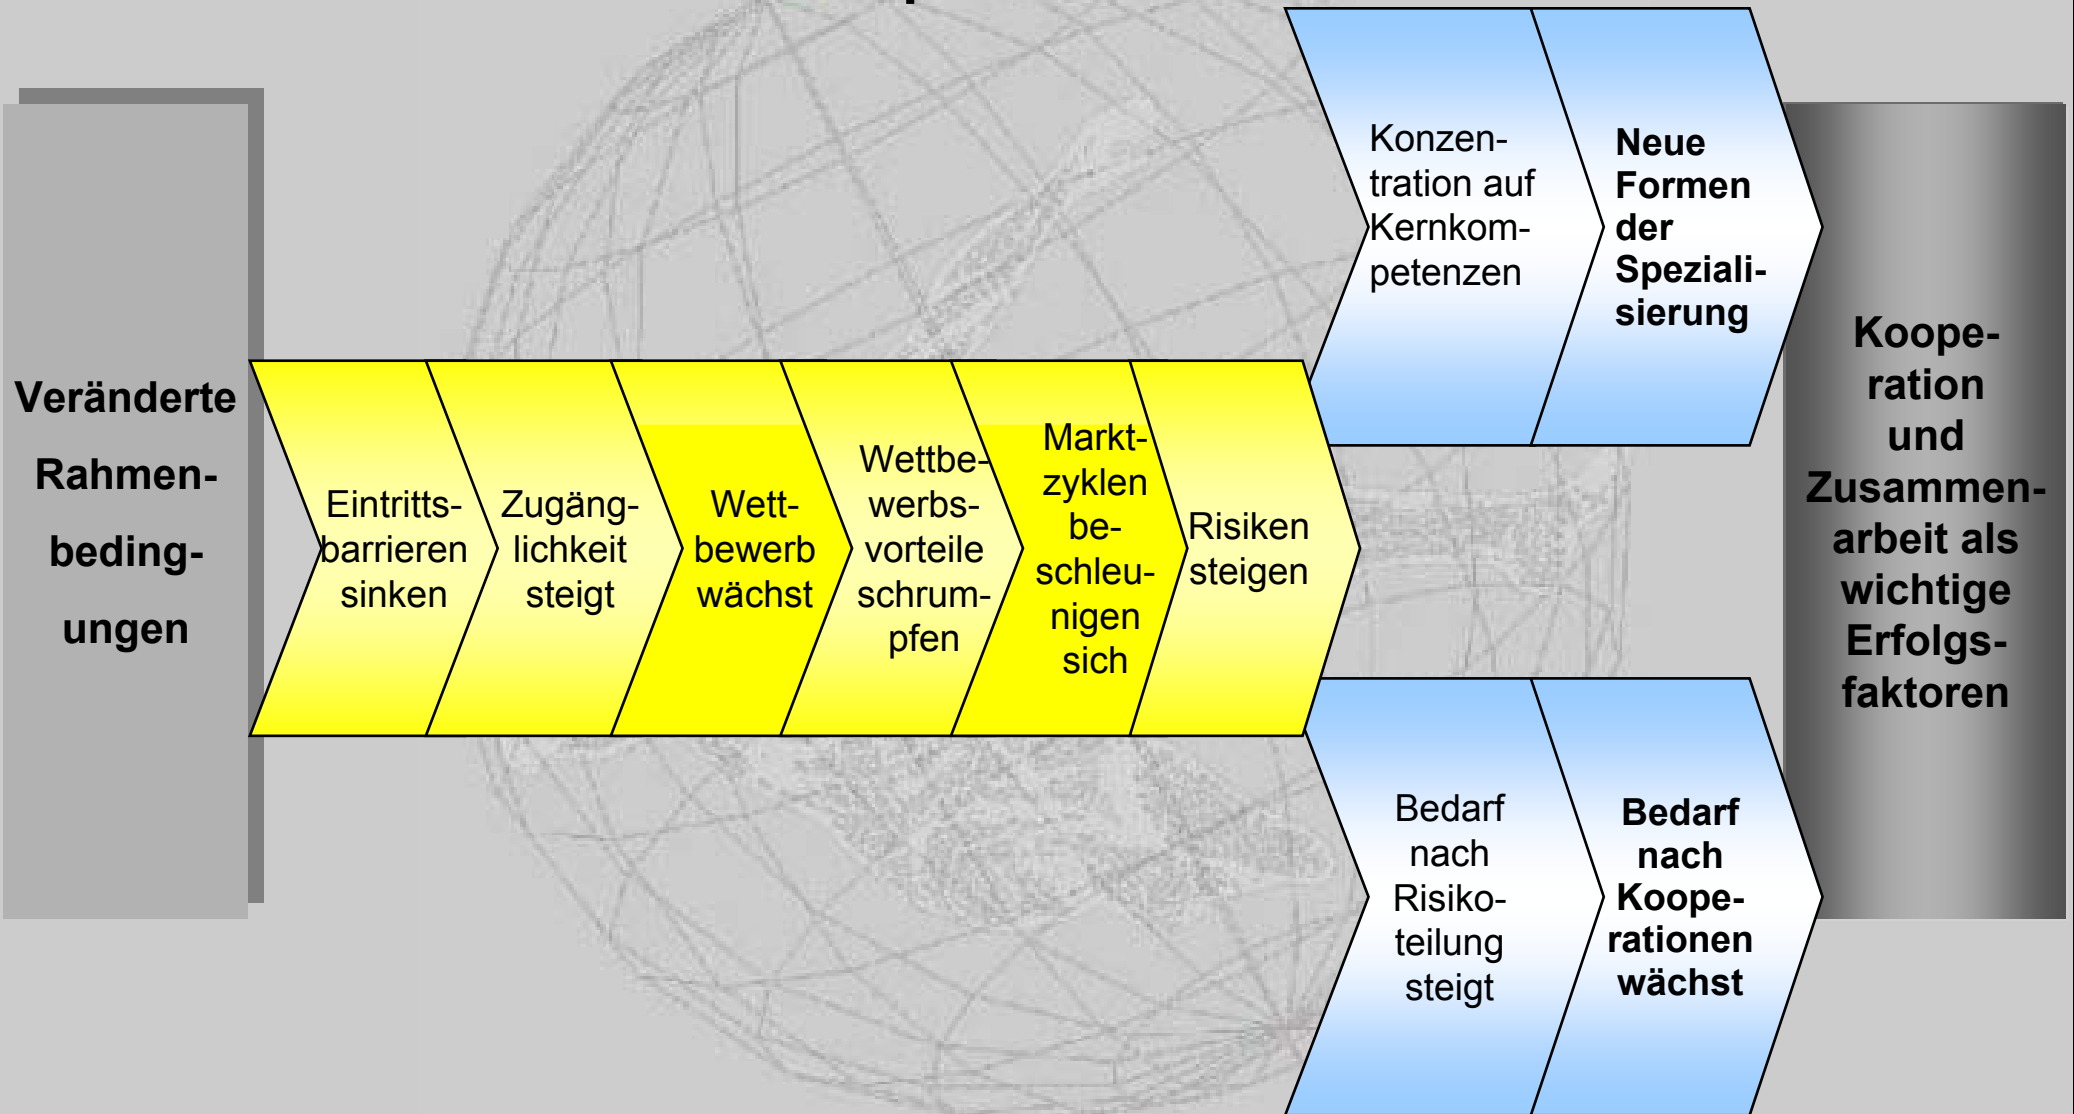 Veränderte
Rahmen-
beding-
ungen
Eintritts-
barrieren
sinken
Zugäng-
lichkeit
steigt
Wett-
bewerb
wächst
Wettbe-
werbs-
vorteile
schrum-
pfen
Markt-
zyklen
be-
schleu-
nigen
sich
Risiken
steigen
Konzen-
tration auf
Kernkom-
petenzen
Neue
Formen
der
Speziali-
sierung
Bedarf
nach
Risiko-
teilung
steigt
Bedarf
nach
Koope-
rationen
wächst
Koope-
ration
und
Zusammen-
arbeit als
wichtige
Erfolgs-
faktoren